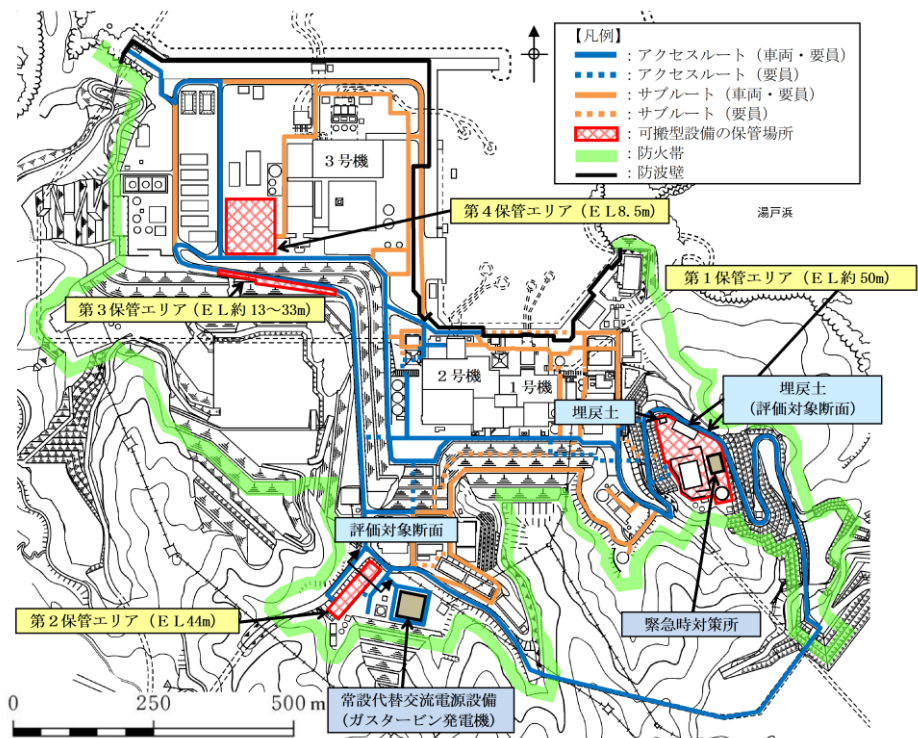 【凡例】
：アクセスルート（車両・要員）
：アクセスルート（要員）
：サブルート（車両・要員）
：サブルート（要員）
：可搬型設備の保管場所
：防火帯
：防波壁
3号機
第4保管エリア（EL8.5m）
湯戸浜
第1保管エリア（EL約50m）
第3保管エリア（EL約13～33m）
2号機
1号機
埋戻土
埋戻土
(評価対象断面)
評価対象断面
第2保管エリア（EL44m）
緊急時対策所
常設代替交流電源設備
(ガスタービン発電機)
0 250 500 m